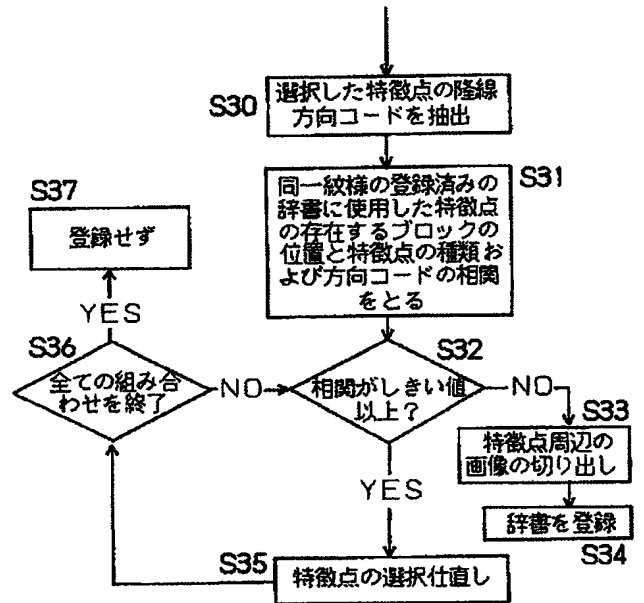 S30
選択した特徴点の隆線
方向コードを抽出
S31
同一紋様の登録済みの
辞書に使用した特徴点
の存在するブロックの
位置と特徴点の種類お
よび方向コードの相関
をとる
S32
相関がしきい値
以上？
NO
S33
特徴点周辺の
画像の切り出し
辞書を登録
S34
YES
S35
特徴点の選択仕直し
S36
全ての組み合
わせを終了
NO
YES
S37
登録せず